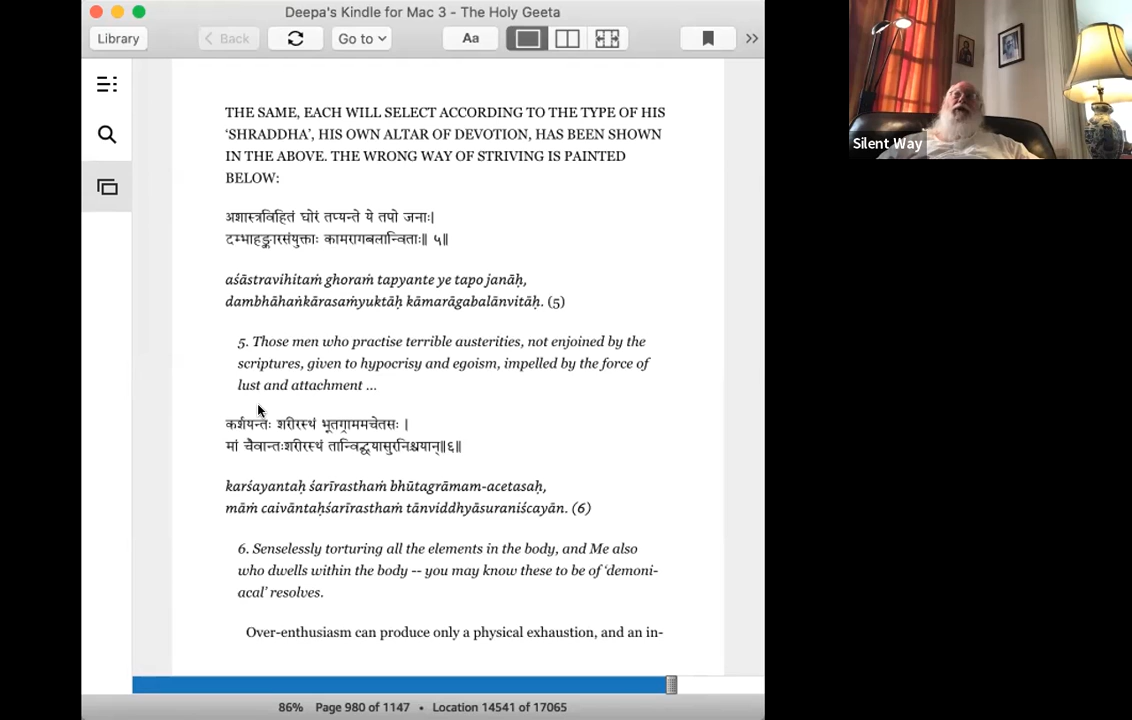 Deepa's Kindle for Mac 3 - The Holy Geeta
Library
Back
Go to
Aa
THE SAME, EACH WILL SELECT ACCORDING TO THE TYPE OF HIS
‘SHRADDHA’, HIS OWN ALTAR OF DEVOTION, HAS BEEN SHOWN
IN THE ABOVE. THE WRONG WAY OF STRIVING IS PAINTED
BELOW:
अशास्त्रविहितं घोरं तप्यन्ते ये तपो जनाः|
दम्भाहङ्कारसंयुक्ताः कामरागबलान्विताः॥ ५॥
aśāstravihitaṁ ghoraṁ tapyante ye tapo janāḥ,
dambhāhaṅkārasaṁyuktāḥ kāmarāgabalānvitāḥ. (5)
5. Those men who practise terrible austerities, not enjoined by the
scriptures, given to hypocrisy and egoism, impelled by the force of
lust and attachment ...
कर्शयन्तः शरीरस्थं भूतग्राममचेतसः |
मां चैवान्तःशरीरस्थं तान्विद्ध्यासुरनिश्चयान्॥६॥
karśayantaḥ śarīrasthaṁ bhūtagrāmam-acetasaḥ,
māṁ caivāntaḥśarīrasthaṁ tānviddhyāsuraniścayān. (6)
6. Senselessly torturing all the elements in the body, and Me also
who dwells within the body -- you may know these to be of ‘demoni-
acal’ resolves.
Over-enthusiasm can produce only a physical exhaustion, and an in-
86% Page 980 of 1147 • Location 14541 of 17065
Silent Way